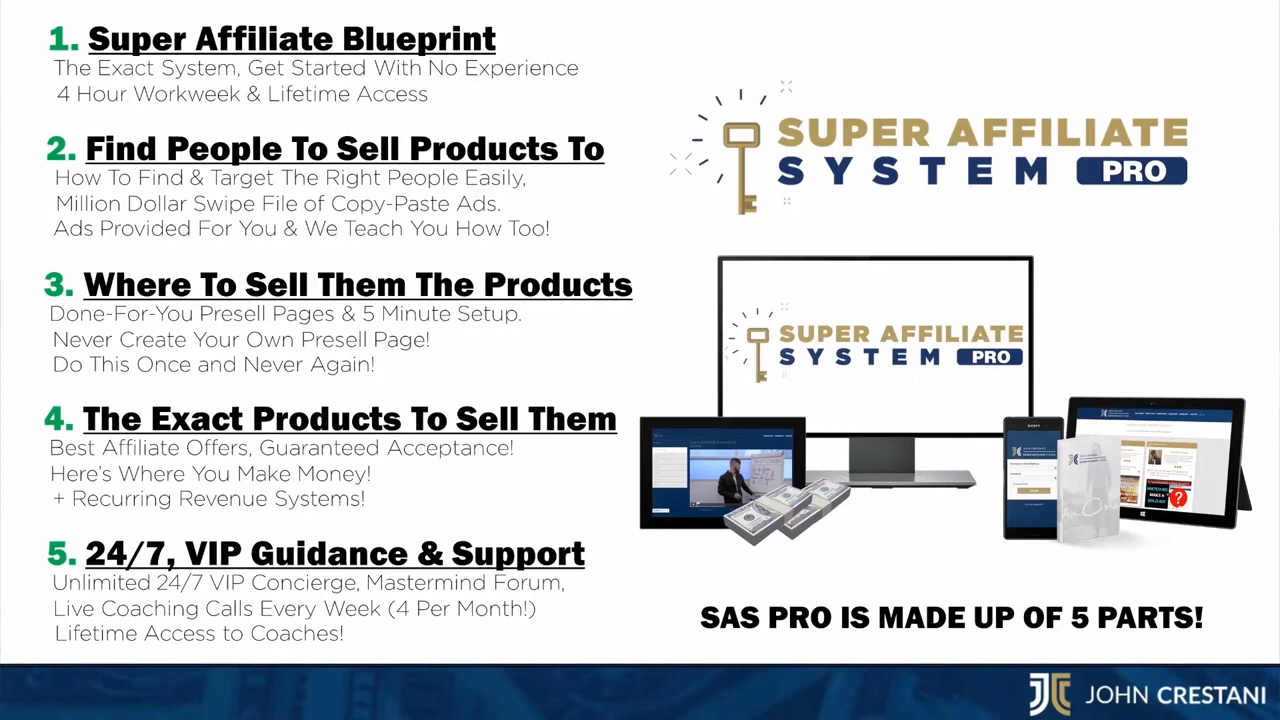 1. Super Affiliate Blueprint
The Exact System, Get Started With No Experience
4 Hour Workweek & Lifetime Access
2. Find People To Sell Products To
How To Find & Target The Right People Easily,
Million Dollar Swipe File of Copy-Paste Ads.
Ads Provided For You & We Teach You How Too!
3. Where To Sell Them The Products
Done-For-You Presell Pages & 5 Minute Setup.
Never Create Your Own Presell Page!
Do This Once and Never Again!
4. The Exact Products To Sell Them
Best Affiliate Offers, Guaranteed Acceptance!
Here's Where You Make Money!
+ Recurring Revenue Systems!
5. 24/7, VIP Guidance & Support
Unlimited 24/7 VIP Concierge, Mastermind Forum,
Live Coaching Calls Every Week (4 Per Month!)
Lifetime Access to Coaches!
SUPER AFFILIATE
SYSTEM PRO
SUPER AFFILIATE
SYSTEM PRO
SONY
JOHN CRESTANI
SAS PRO IS MADE UP OF 5 PARTS!
JOHN CRESTANI